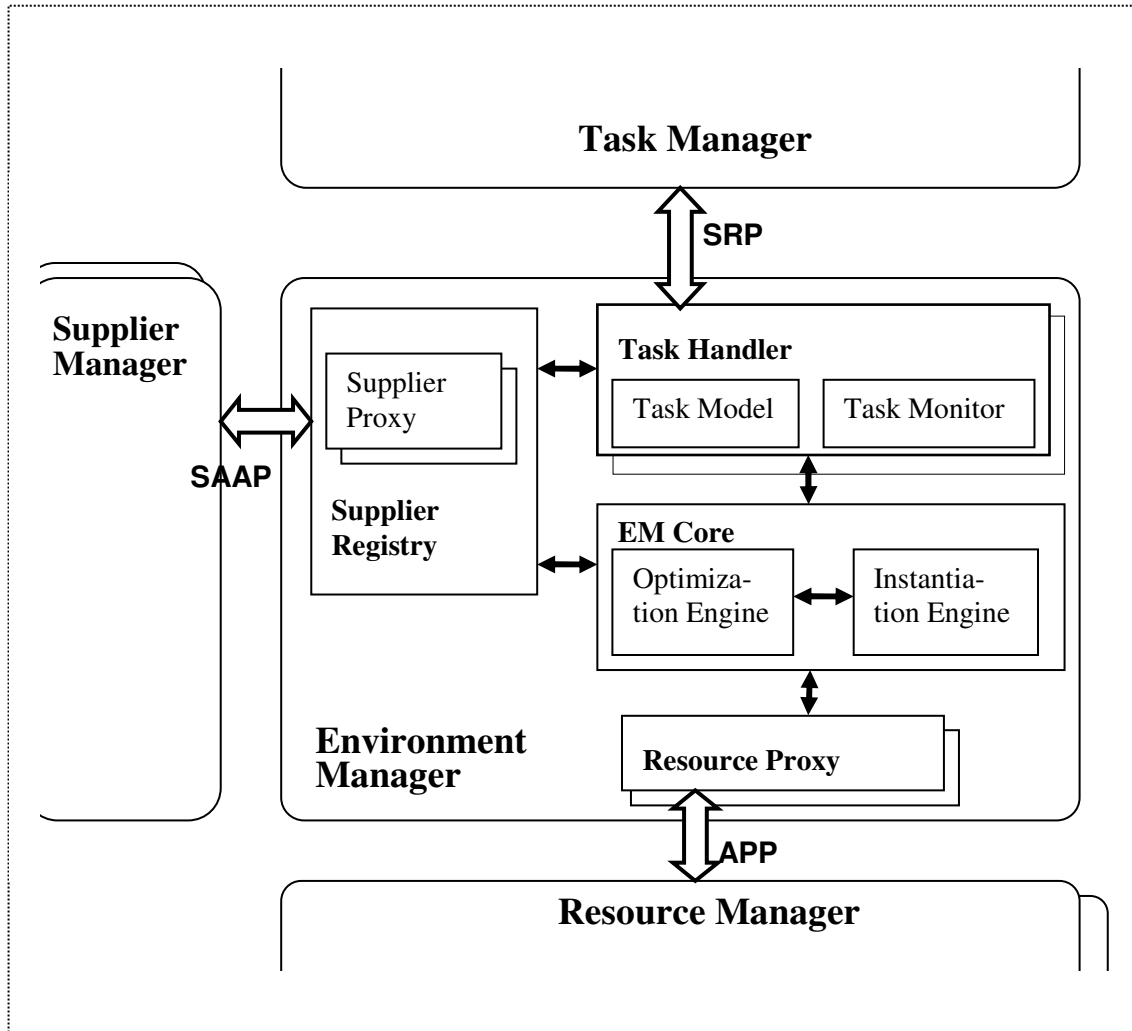 Task Manager
SRP
Supplier
Manager
SAAP
Supplier
Proxy
Supplier
Registry
Task Handler
Task Model
Task Monitor
EM Core
Optimiza-
tion Engine
Instantia-
tion Engine
Environment
Manager
Resource Proxy
APP
Resource Manager